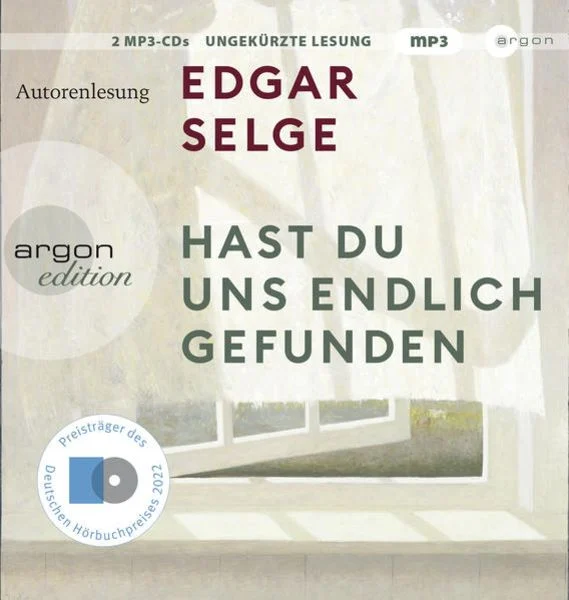 2 MP3-CDs UNGEKÜRZTE LESUNG MP3 argon
Autorenlesung
EDGAR
SELGE
argon
edition
HAST DU
UNS ENDLICH
GEFUNDEN
Preisträger des
Deutschen Hörbuchpreises 2022